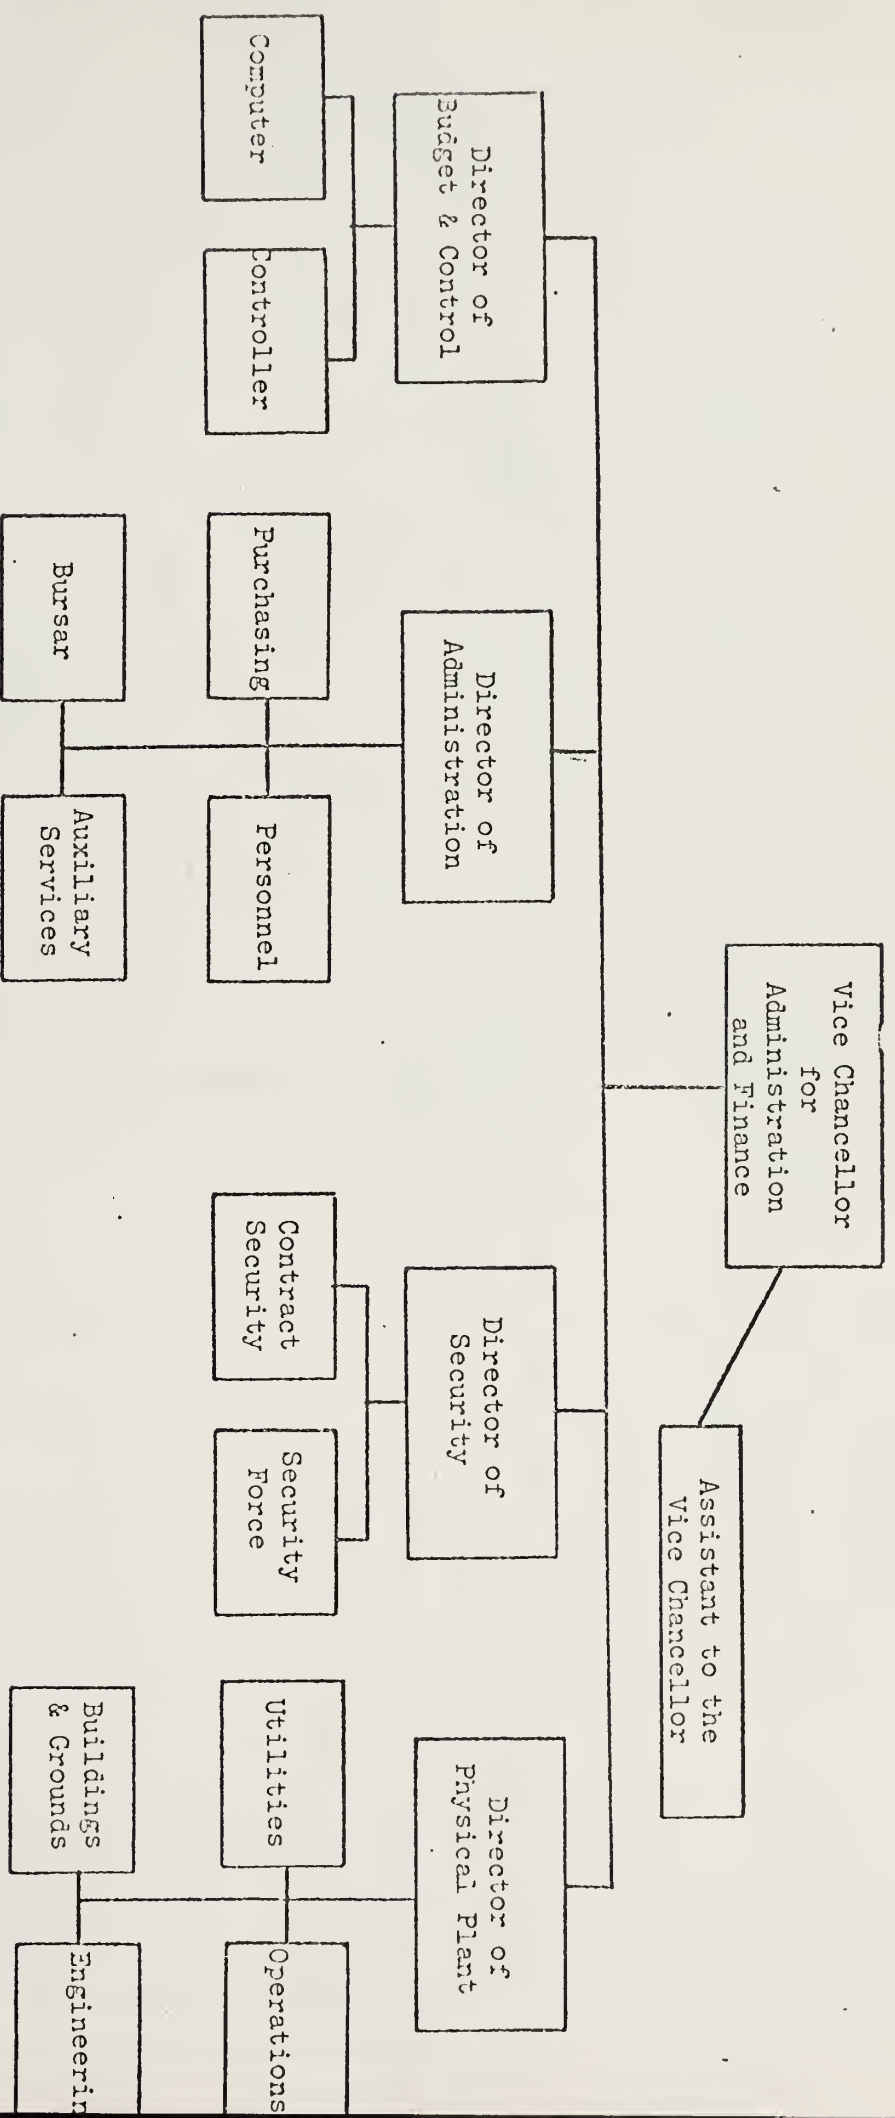 Vice Chancellor
for
Administration
and Finance
Assistant to the
Vice Chancellor
Director of
Budget & Control
Director of
Administration
Director of
Security
Director of
Physical Plant
Computer
Controller
Purchasing
Personnel
Contract
Security
Security
Force
Utilities
Operations
Bursar
Auxiliary
Services
Buildings
& Grounds
Engineerin